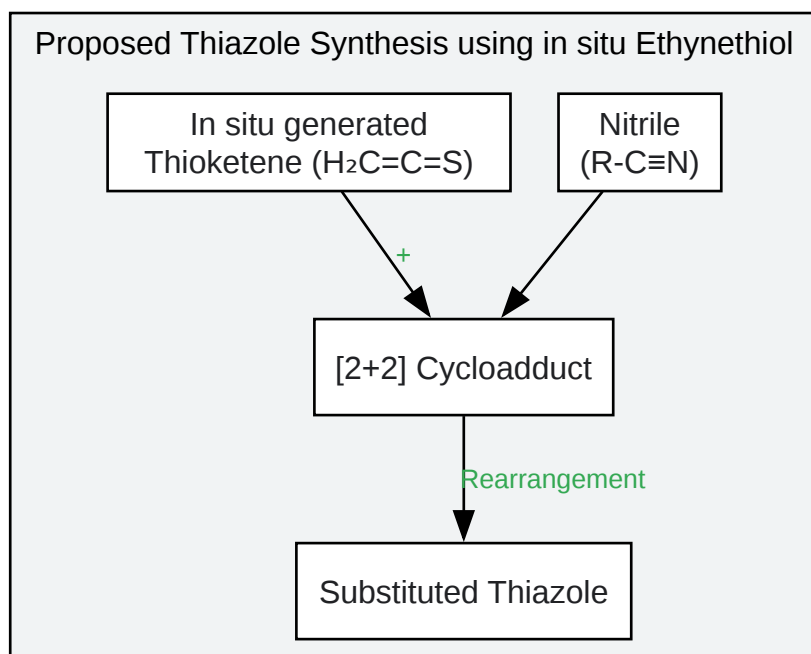 Proposed Thiazole Synthesis using in situ Ethynethiol
In situ generated
Thioketene (H₂C=C=S)
Nitrile
(R-C≡N)
+
[2+2] Cycloadduct
Rearrangement
Substituted Thiazole